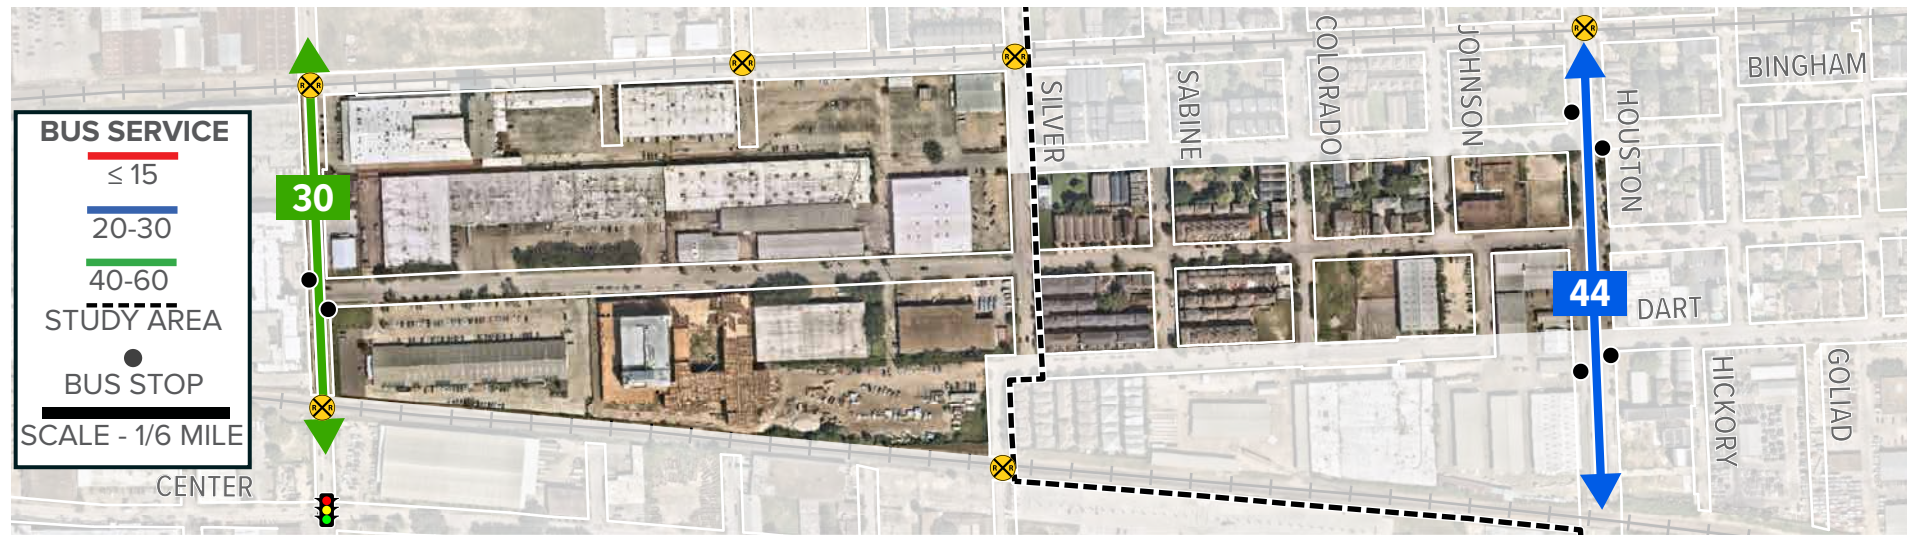 BUS SERVICE
≤ 15
20-30
40-60
STUDY AREA
BUS STOP
SCALE - 1/6 MILE
CENTER
30
R R
R R
R R
R R
R R
R R
SILVER
SABINE
COLORADO
JOHNSON
HOUSTON
BINGHAM
44
DART
HICKORY
GOLIAD